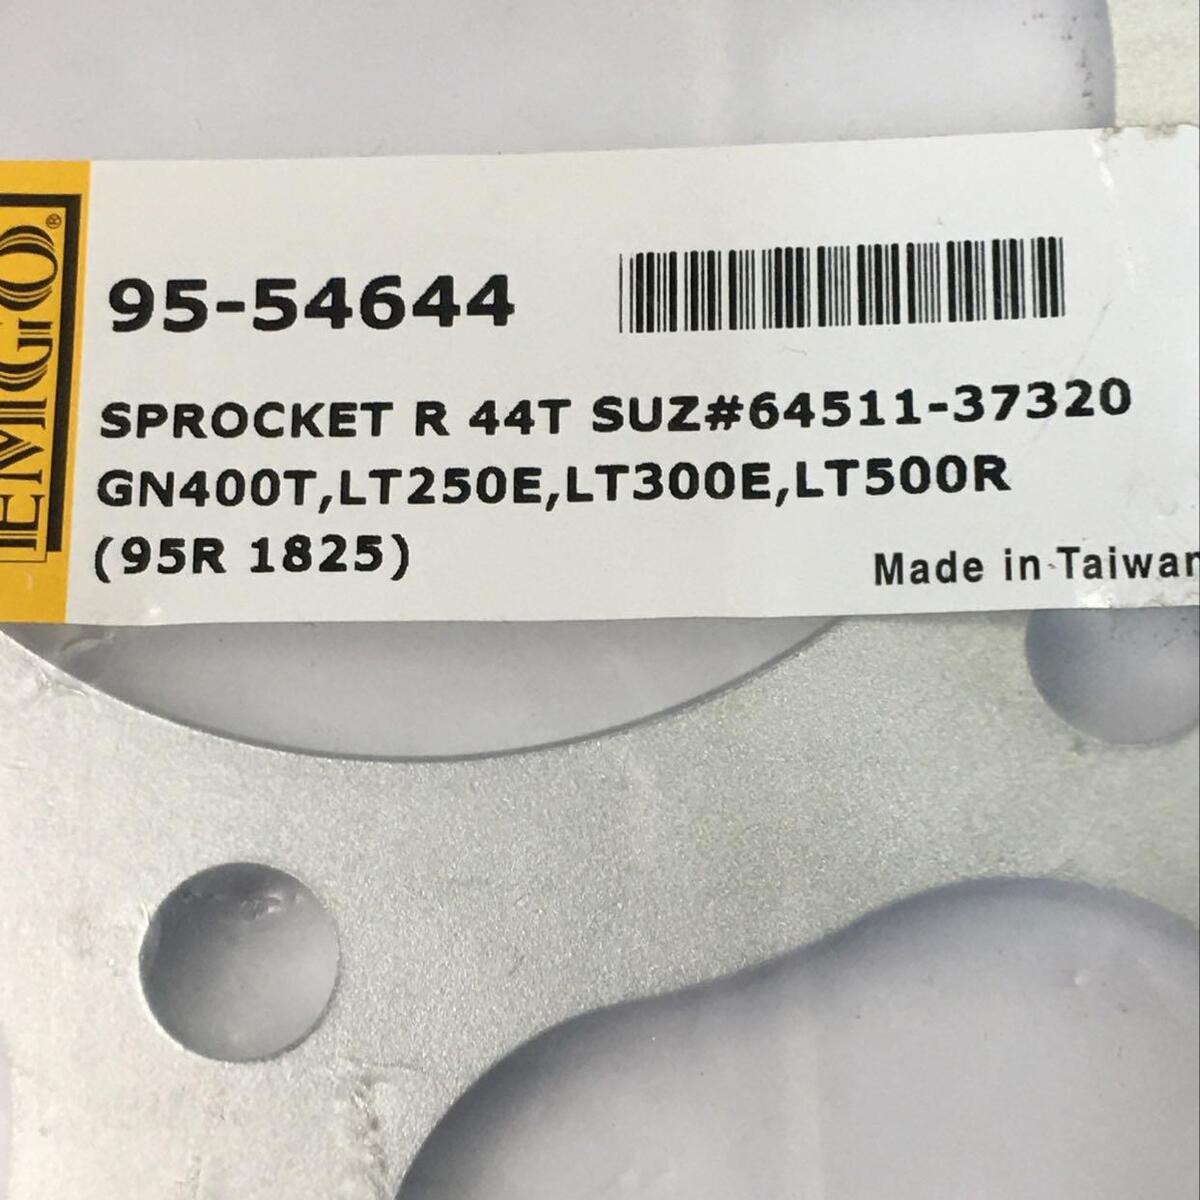 EMGO®
95-54644
SPROCKET R 44T SUZ#64511-37320
GN400T,LT250E,LT300E,LT500R
(95R 1825)
Made in Taiwan